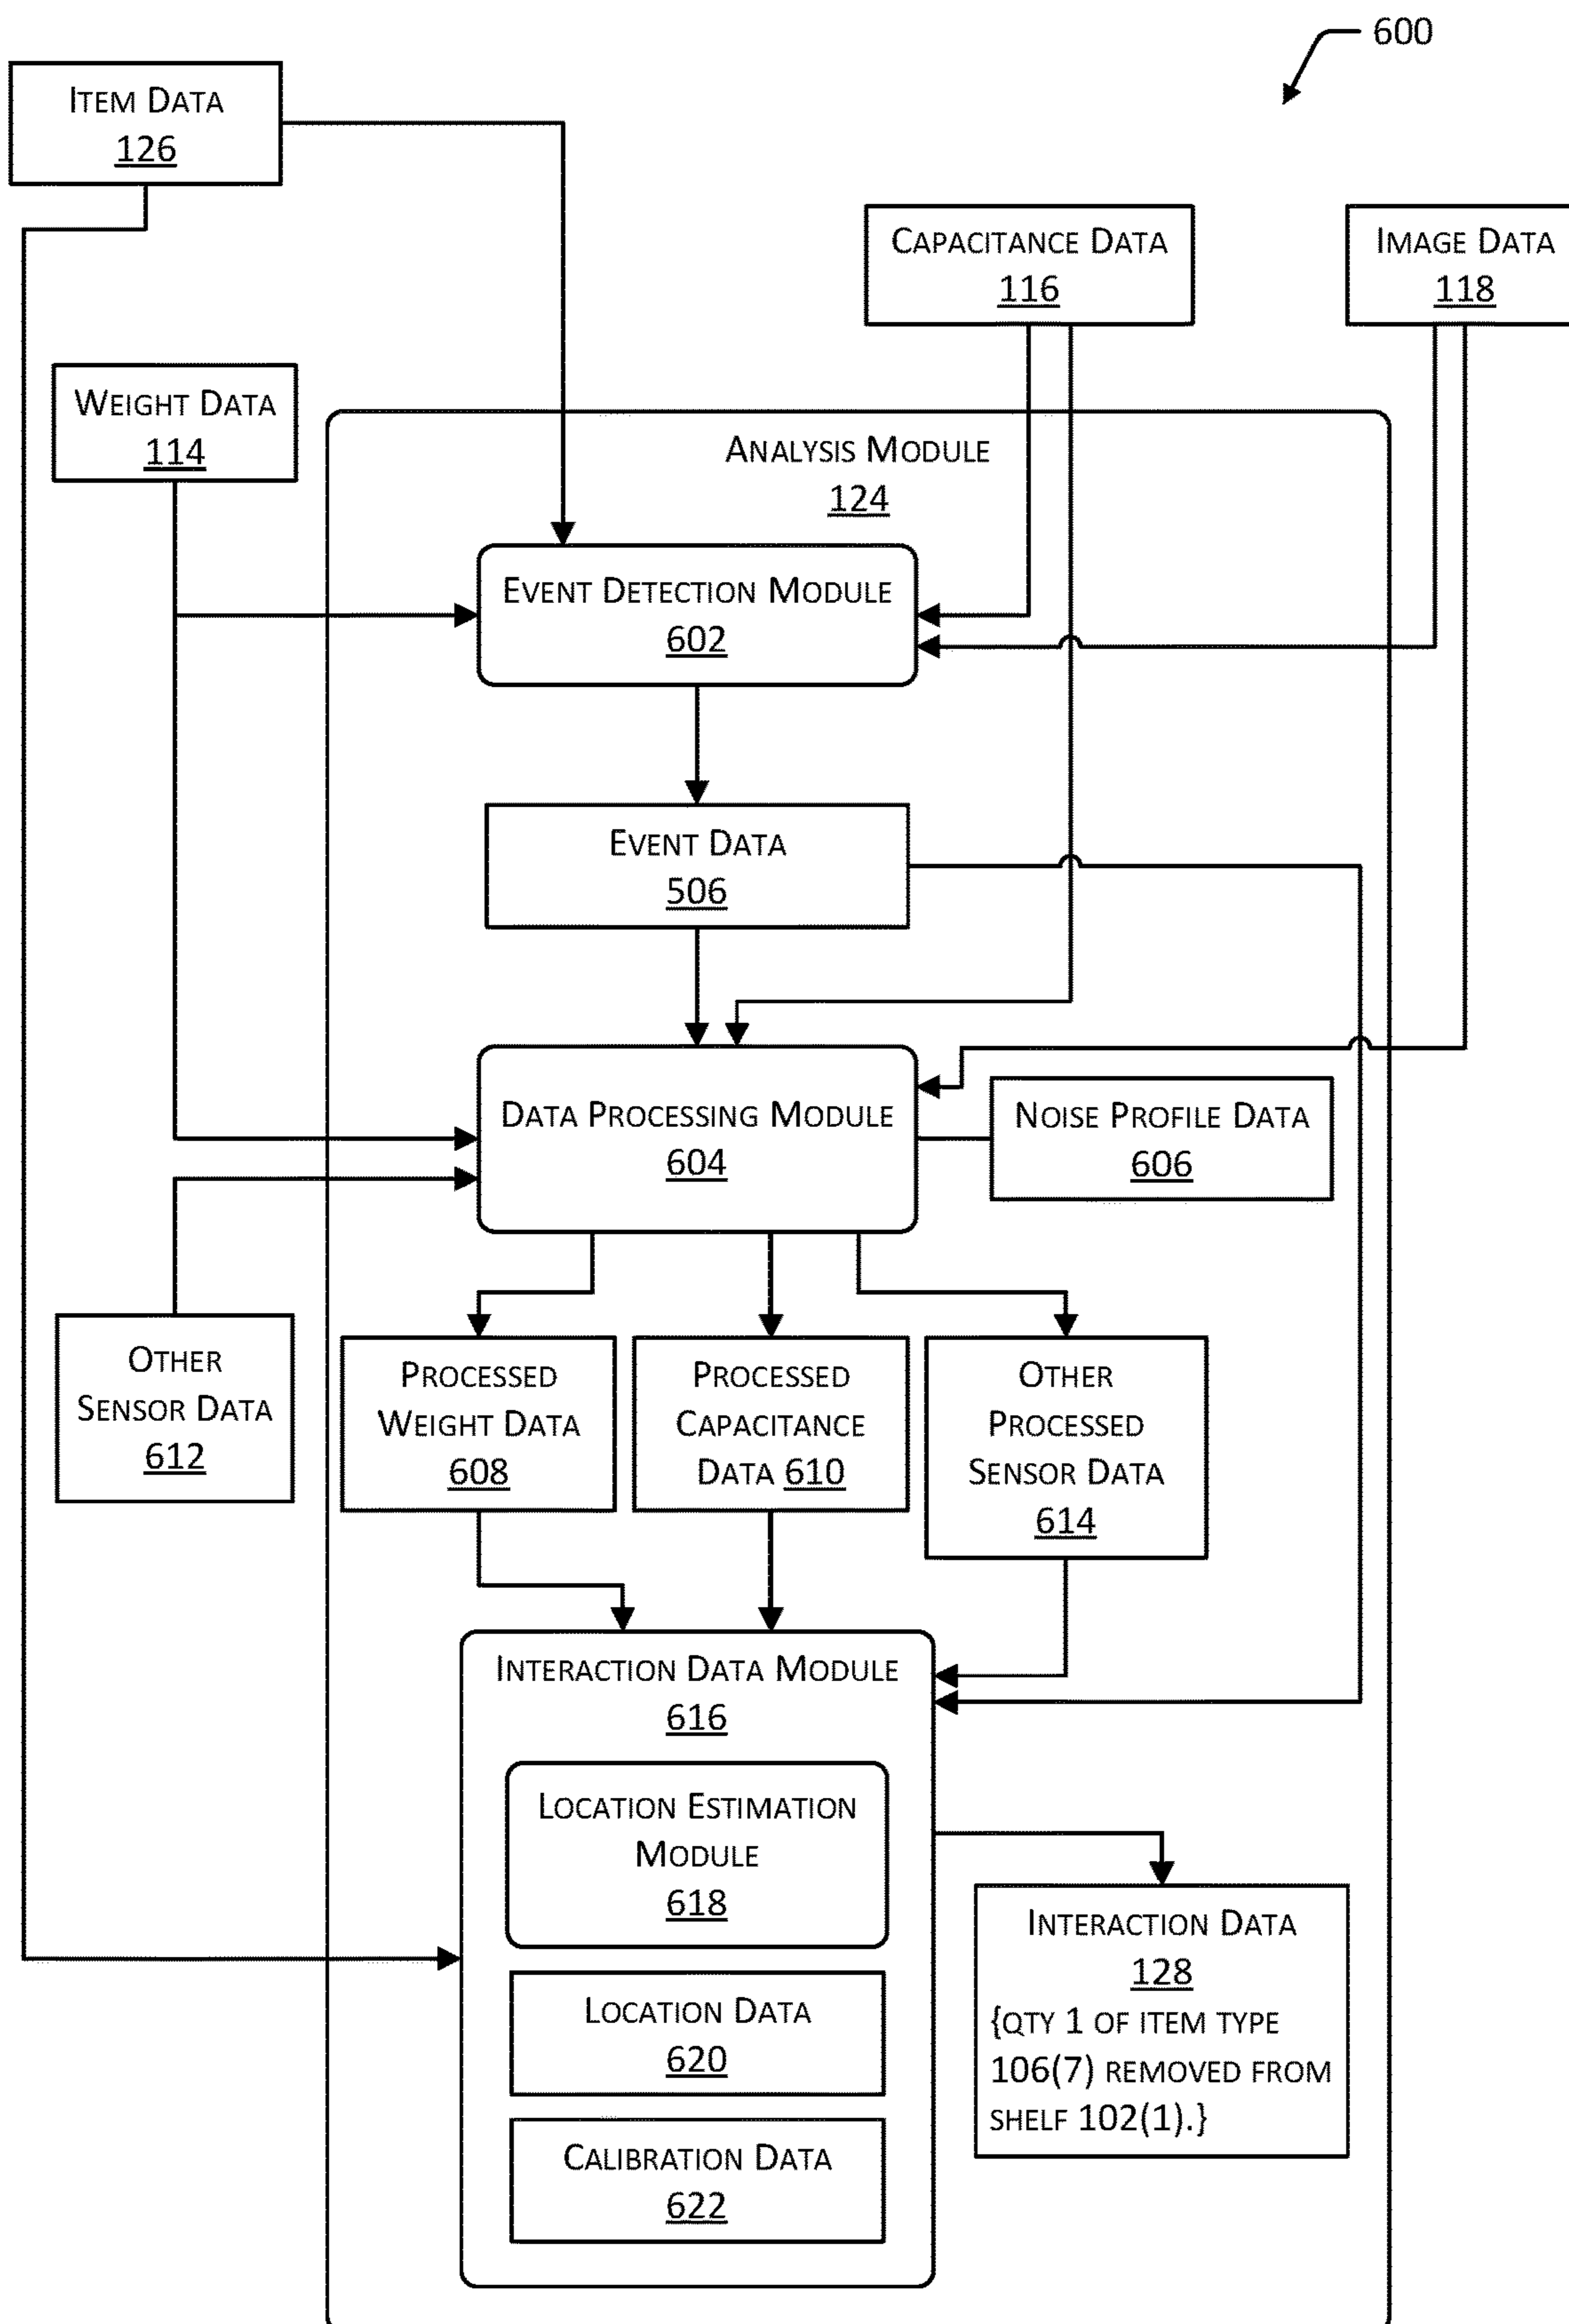 600
ITEM DATA
126
CAPACITANCE DATA
116
IMAGE DATA
118
WEIGHT DATA
114
ANALYSIS MODULE
124
EVENT DETECTION MODULE
602
EVENT DATA
506
DATA PROCESSING MODULE
604
NOISE PROFILE DATA
606
OTHER
SENSOR DATA
612
PROCESSED
WEIGHT DATA
608
PROCESSED
CAPACITANCE
DATA 610
OTHER
PROCESSED
SENSOR DATA
614
INTERACTION DATA MODULE
616
LOCATION ESTIMATION
MODULE
618
LOCATION DATA
620
CALIBRATION DATA
622
INTERACTION DATA
128
{QTY 1 OF ITEM TYPE
106(7) REMOVED FROM
SHELF 102(1).}